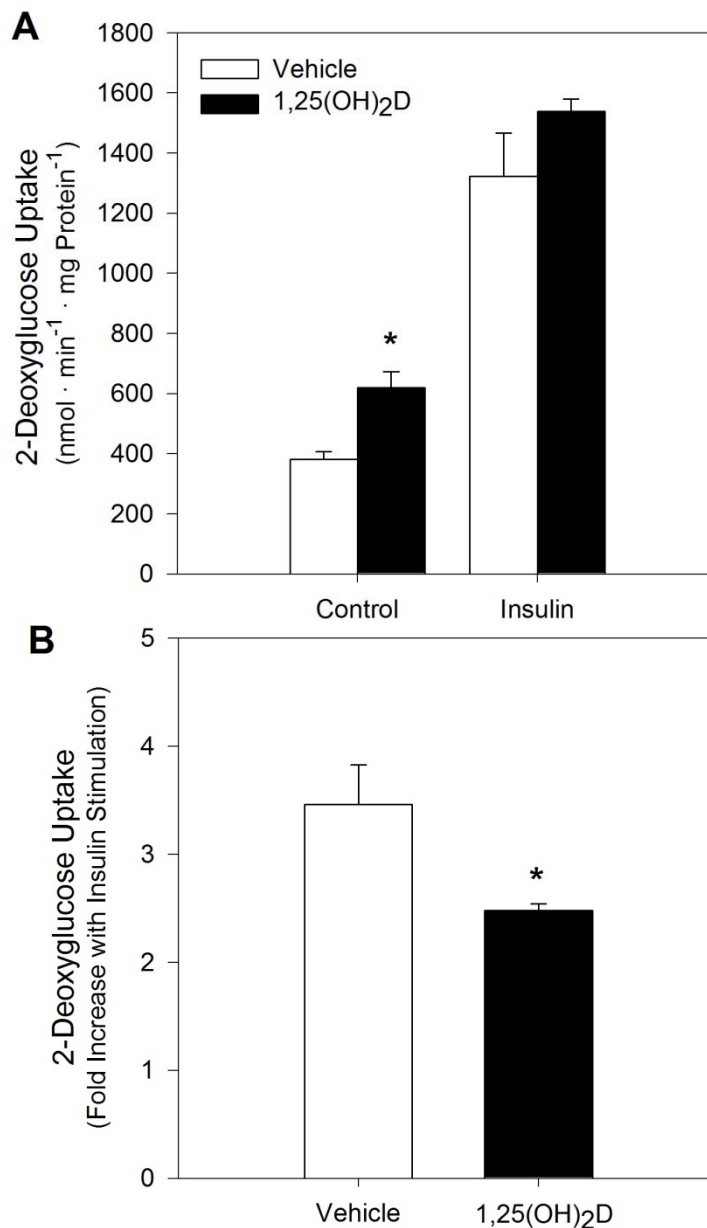 A
2-Deoxyglucose Uptake
(nmol · min⁻¹ · mg Protein⁻¹)
1800
1600
1400
1200
1000
800
600
400
200
0
Vehicle
1,25(OH)₂D
*
Control Insulin
B
2-Deoxyglucose Uptake
(Fold Increase with Insulin Stimulation)
5
4
3
2
1
0
*
Vehicle 1,25(OH)₂D